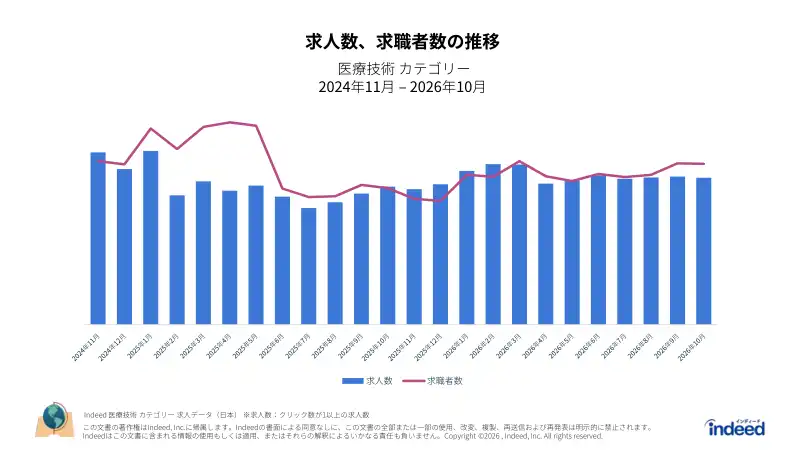 求人数、求職者数の推移
医療技術 カテゴリー
2024年11月 – 2026年10月
2024年11月
2024年12月
2025年1月
2025年2月
2025年3月
2025年4月
2025年5月
2025年6月
2025年7月
2025年8月
2025年9月
2025年10月
2025年11月
2025年12月
2026年1月
2026年2月
2026年3月
2026年4月
2026年5月
2026年6月
2026年7月
2026年8月
2026年9月
2026年10月
求人数
求職者数
Indeed 医療技術 カテゴリー 求人データ（日本） ※求人数：クリック数が1以上の求人数
この文書の著作権はIndeed, Inc.に帰属します。Indeedの書面による同意なしに、この文書の全部または一部の使用、改変、複製、再送信および再発表は明示的に禁止されます。
Indeedはこの文書に含まれる情報の使用もしくは適用、またはそれらの解釈によるいかなる責任も負いません。Copyright ©2026 , Indeed, Inc. All rights reserved.
インディード
indeed